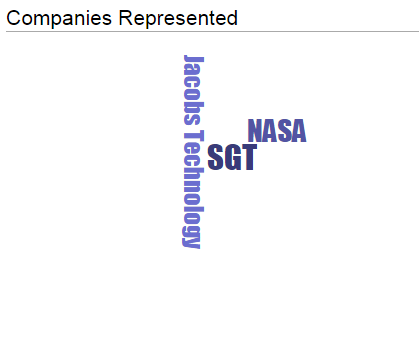 Companies Represented
Jacobs Technology
NASA
SGT